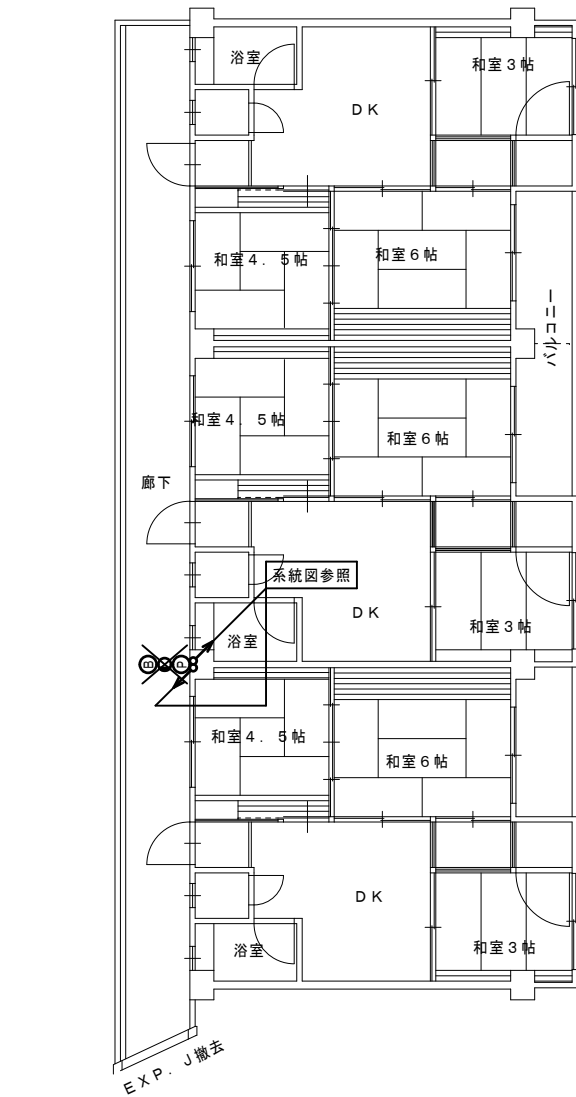 浴室
和室３帖
ＤＫ
和室４．５帖
和室６帖
バルコニー
和室４．５帖
和室６帖
廊下
系統図参照
ＤＫ
和室３帖
浴室
B
P
和室４．５帖
和室６帖
ＤＫ
浴室
和室３帖
ＥＸＰ．Ｊ撤去